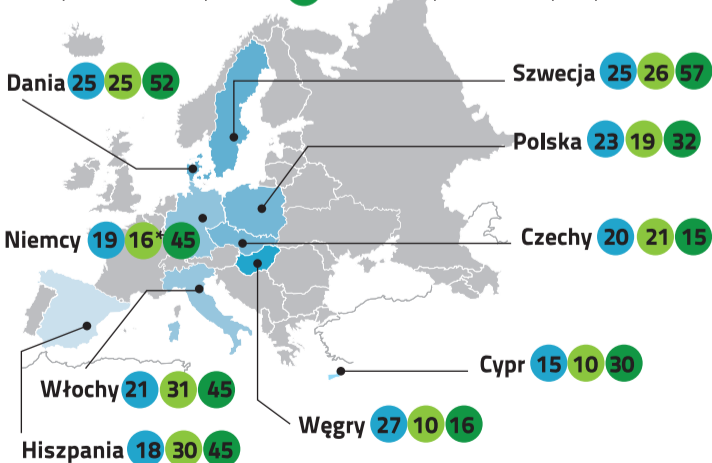 Dania 25 25 52
Szwecja 25 26 57
Polska 23 19 32
Niemcy 19 16* 45
Czechy 20 21 15
Cypr 15 10 30
Włochy 21 31 45
Węgry 27 10 16
Hiszpania 18 30 45